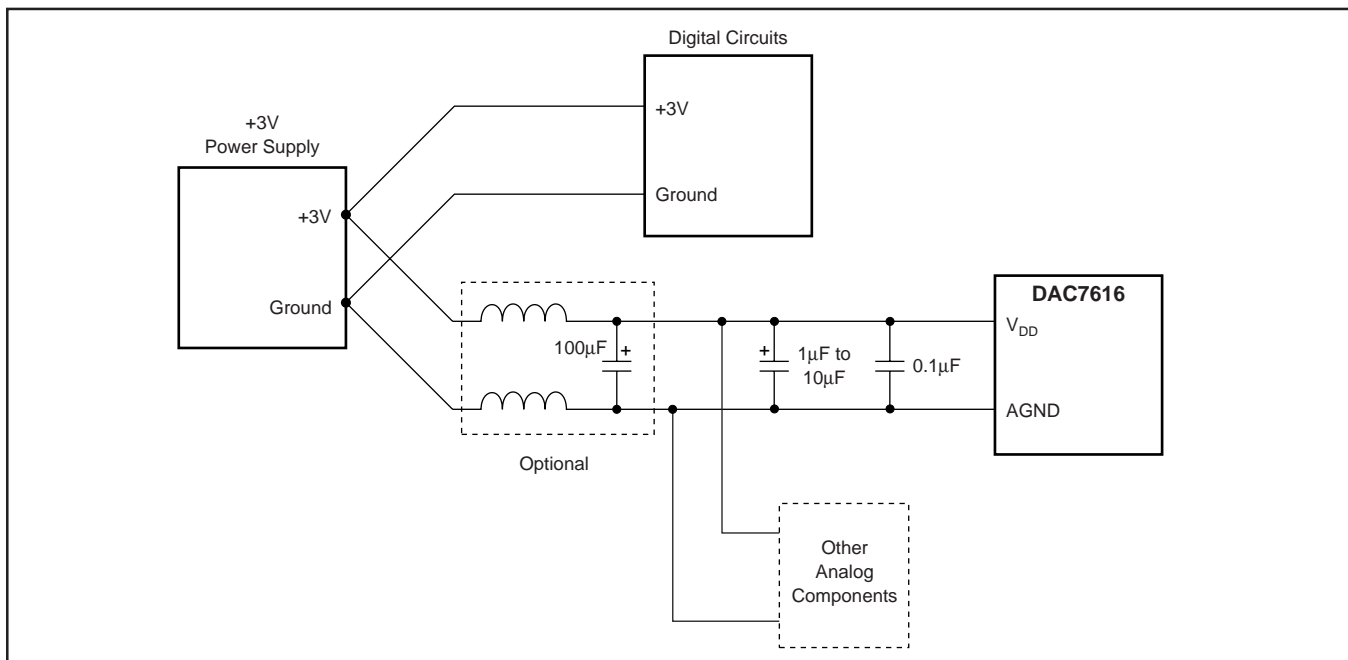 Digital Circuits
+3V
Ground
+3V
Power Supply
+3V
Ground
100µF
+
Optional
+
1µF to
10µF
0.1µF
DAC7616
VDD
AGND
Other
Analog
Components